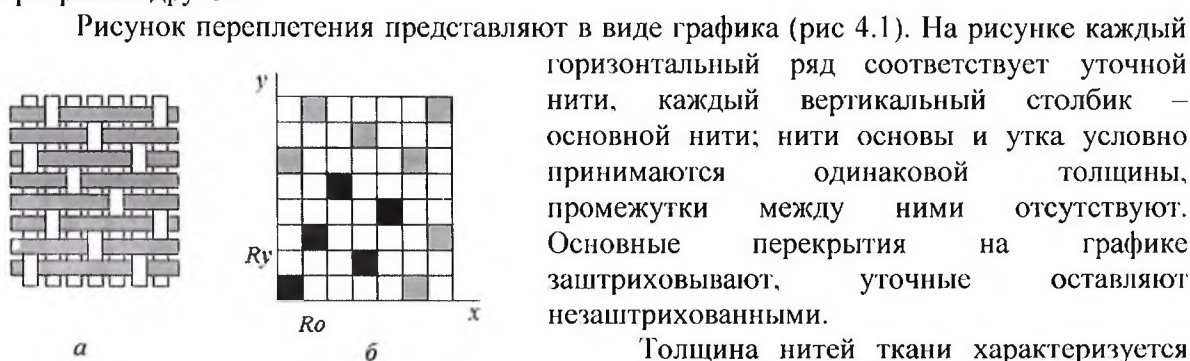 Рисунок переплетения представляют в виде графика (рис 4.1). На рисунке каждый
горизонтальный ряд соответствует уточной
нити, каждый вертикальный столбик –
основной нити; нити основы и утка условно
принимаются одинаковой толщины,
промежутки между ними отсутствуют.
Основные перекрытия на графике
заштриховывают, уточные оставляют
незаштрихованными.
y
Ry
Ro
x
а
б
Толщина нитей ткани характеризуется